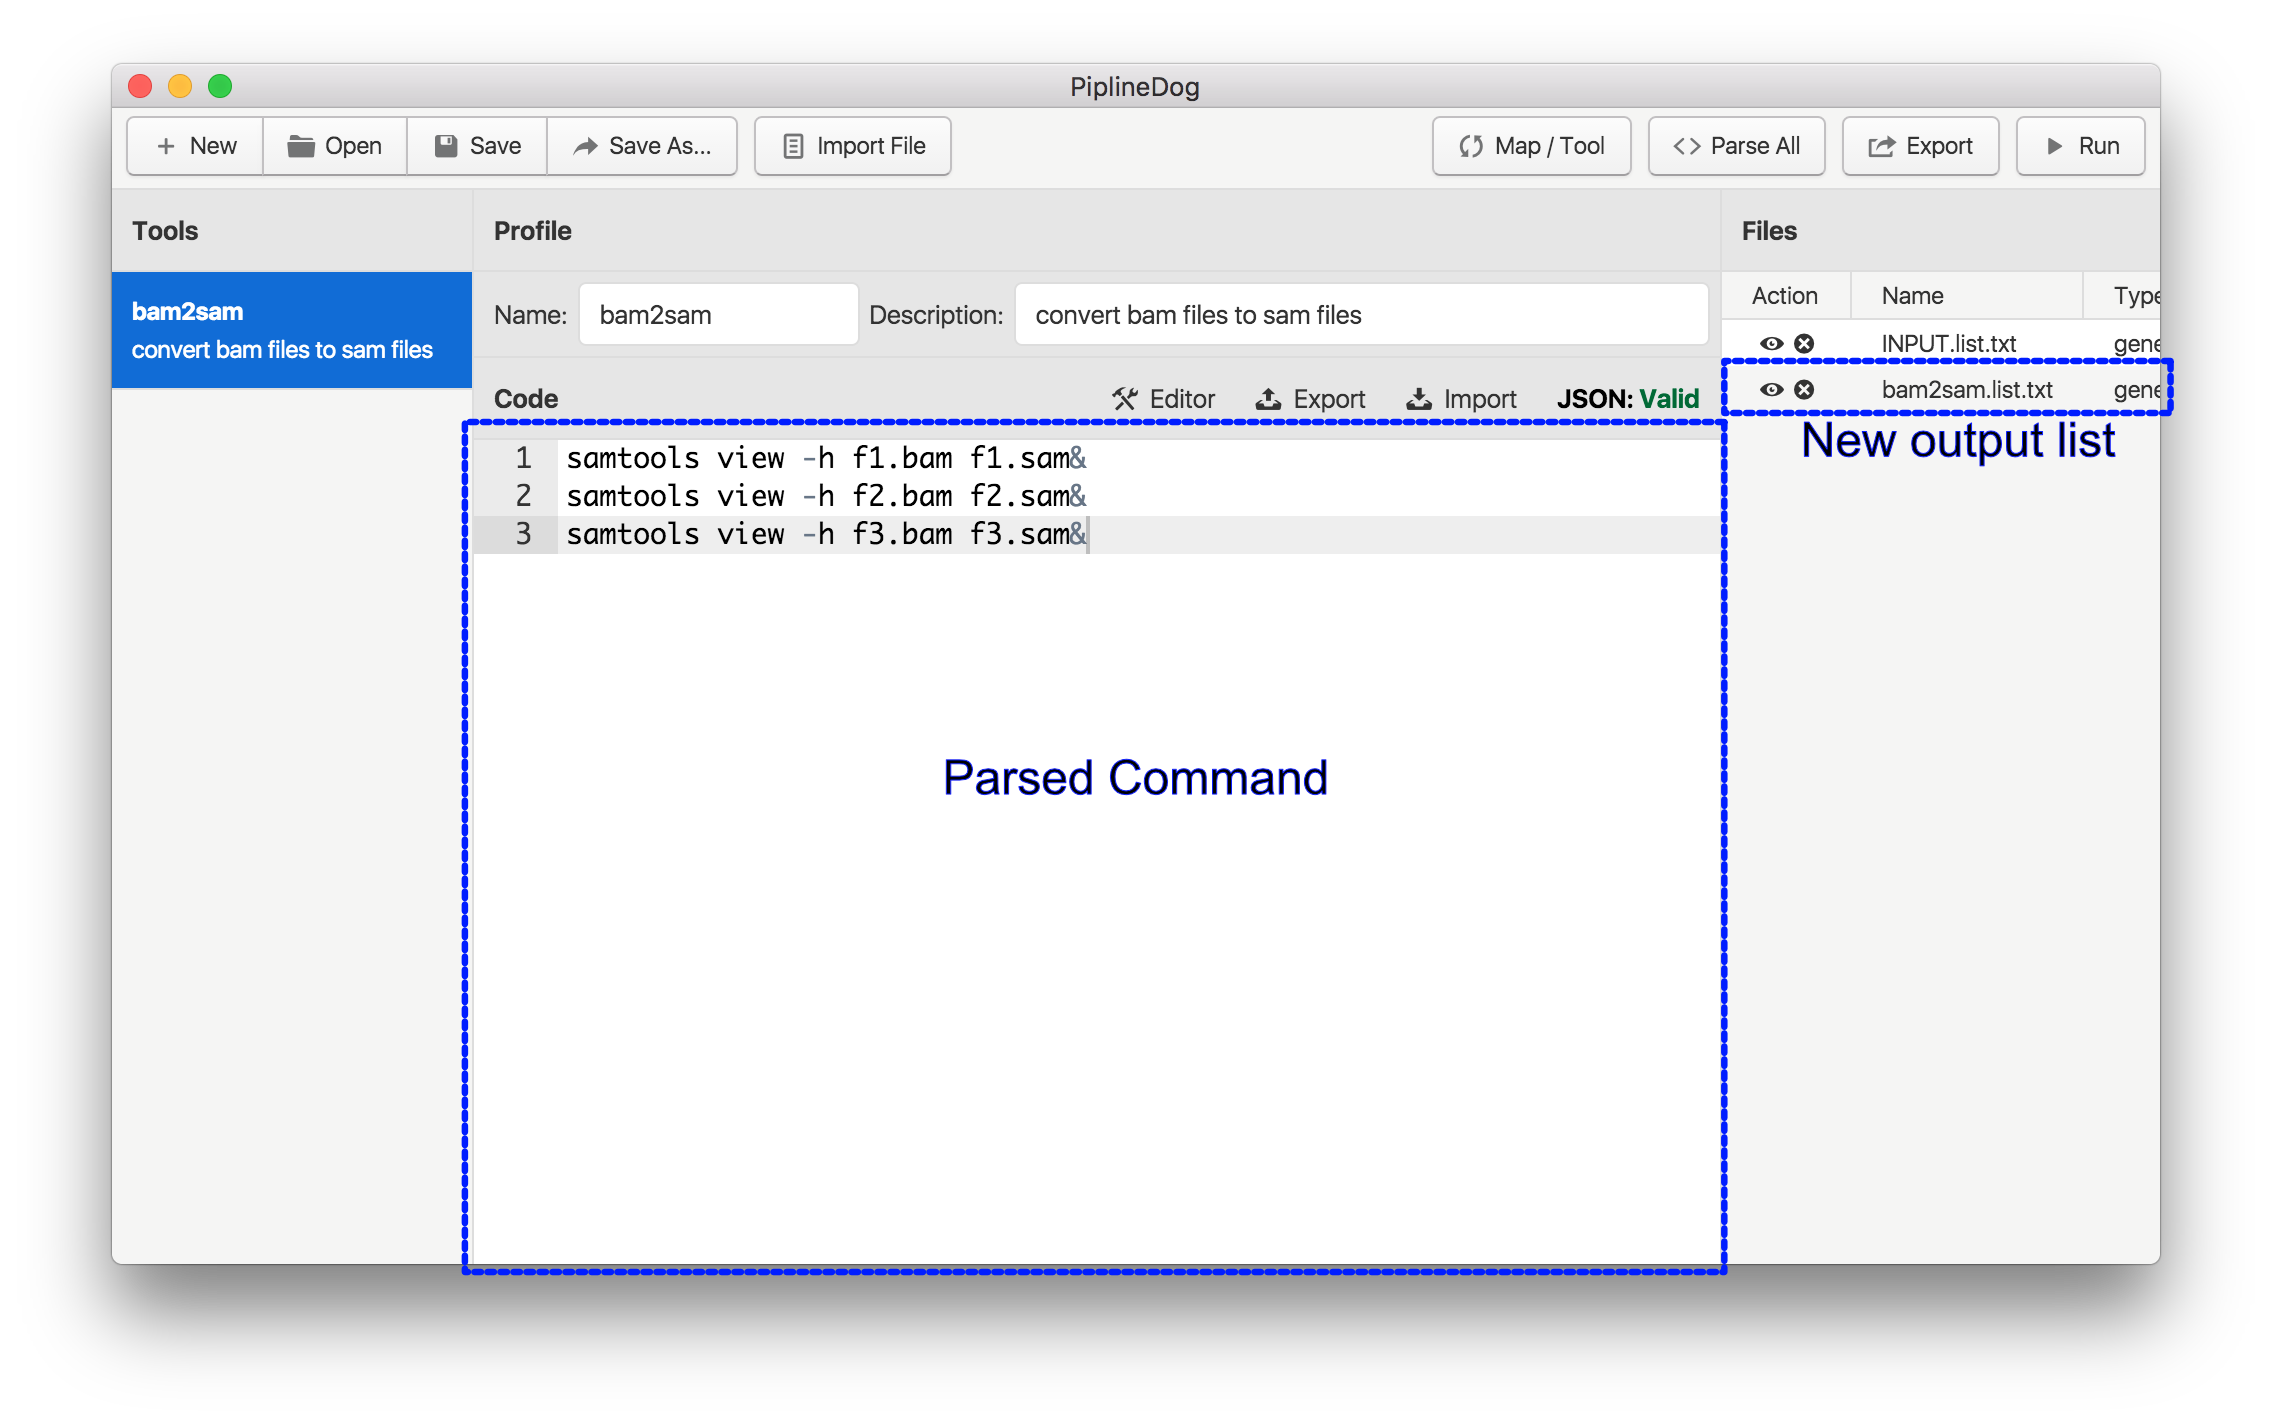 PiplineDog
New Open Save Save As... Import File Map / Tool Parse All Export Run
Tools
bam2sam
convert bam files to sam files
Profile
Name: bam2sam Description: convert bam files to sam files
Code Editor Export Import JSON: Valid
1 samtools view -h f1.bam f1.sam&
2 samtools view -h f2.bam f2.sam&
3 samtools view -h f3.bam f3.sam&
Parsed Command
Files
Action Name Type
INPUT.list.txt gene
bam2sam.list.txt gene
New output list